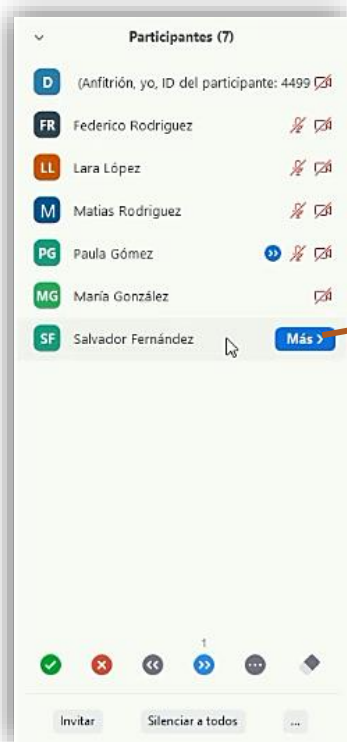 Participantes (7)
D (Anfitrión, yo, ID del participante: 4499
FR Federico Rodriguez
LL Lara López
M Matias Rodriguez
PG Paula Gómez
MG María González
SF Salvador Fernández Más >
1
Invitar Silenciar a todos ...